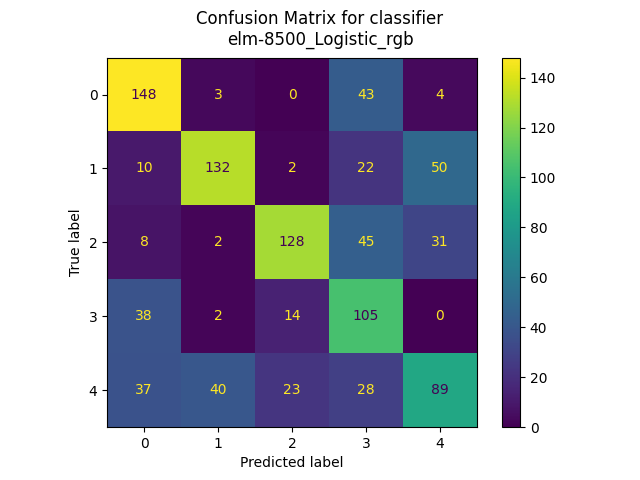 Confusion Matrix for classifier
elm-8500_Logistic_rgb
True label
0 148 3 0 43 4
1 10 132 2 22 50
2 8 2 128 45 31
3 38 2 14 105 0
4 37 40 23 28 89
0 1 2 3 4
Predicted label
140
120
100
80
60
40
20
0